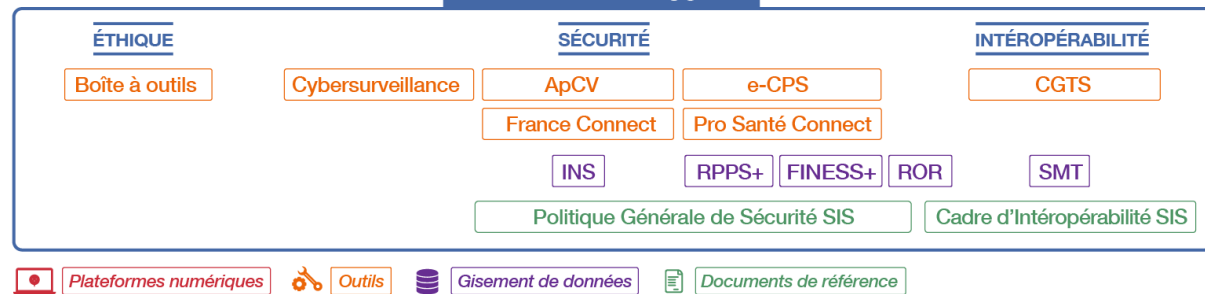 ÉTHIQUE SÉCURITÉ INTÉROPÉRABILITÉ
Boîte à outils Cybersurveillance ApCV e-CPS CGTS
France Connect Pro Santé Connect
INS RPPS+ FINESS+ ROR SMT
Politique Générale de Sécurité SIS Cadre d'Intéropérabilité SIS
Plateformes numériques Outils Gisement de données Documents de référence